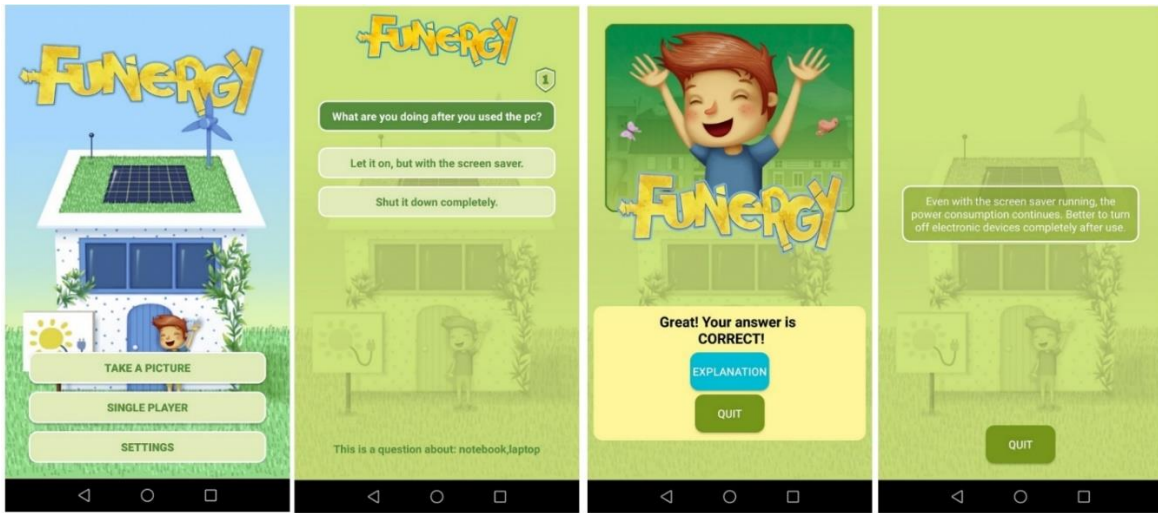 FUNERGY
TAKE A PICTURE
SINGLE PLAYER
SETTINGS
FUNERGY
1
What are you doing after you used the pc?
Let it on, but with the screen saver.
Shut it down completely.
This is a question about: notebook,laptop
FUNERGY
Great! Your answer is
CORRECT!
EXPLANATION
QUIT
Even with the screen saver running, the
power consumption continues. Better to turn
off electronic devices completely after use.
QUIT